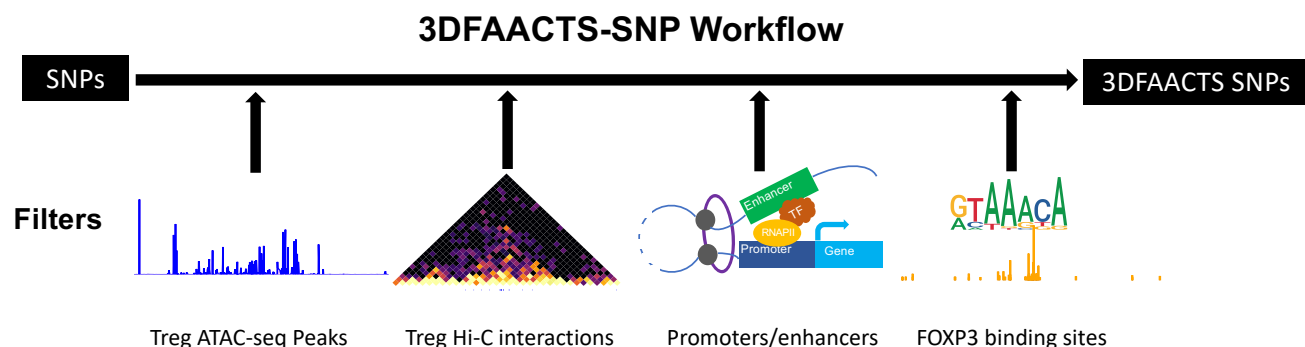 3DFAACTS-SNP Workflow
SNPs
3DFAACTS SNPs
Filters
Enhancer
TF
RNAPII
Promoter
Gene
GTAAACA
Treg ATAC-seq Peaks
Treg Hi-C interactions
Promoters/enhancers
FOXP3 binding sites